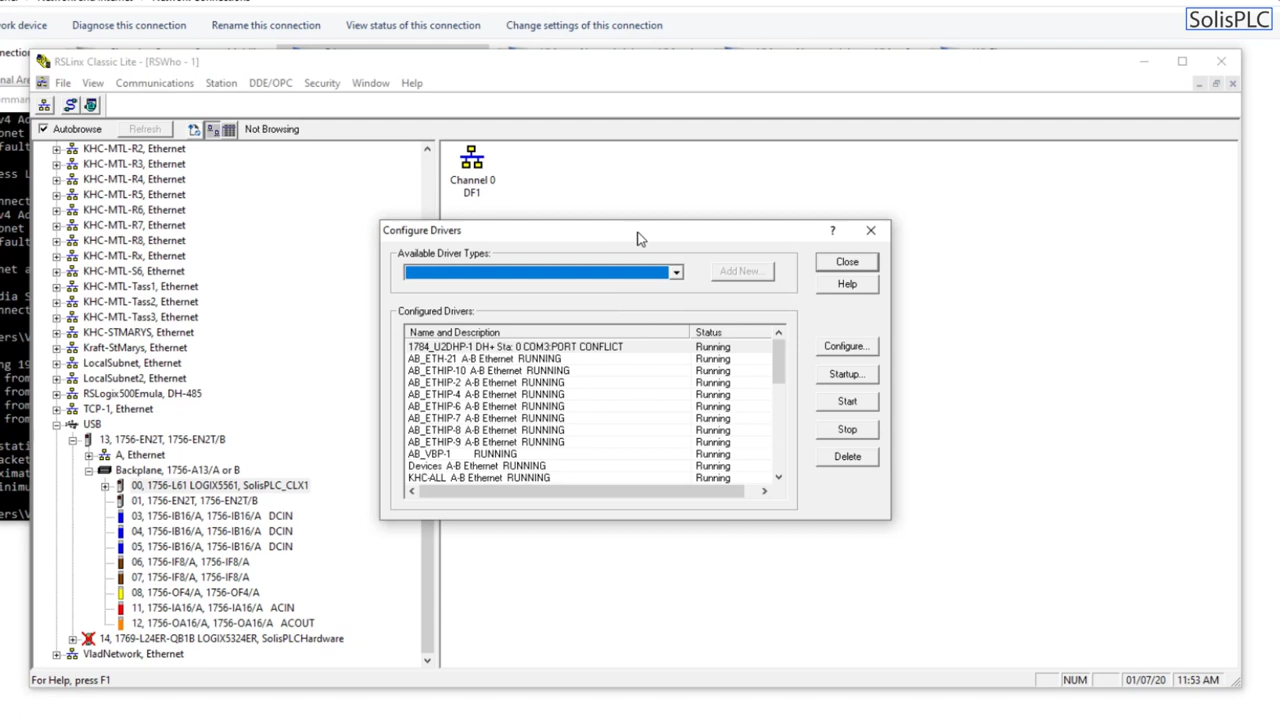 Network and Internet
Network Connections
work device
Diagnose this connection
Rename this connection
View status of this connection
Change settings of this connection
SolisPLC
RSLinx Classic Lite - [RSWho - 1]
File View Communications Station DDE/OPC Security Window Help
Autobrowse
Refresh
Not Browsing
KHC-MTL-R2, Ethernet
KHC-MTL-R3, Ethernet
KHC-MTL-R4, Ethernet
KHC-MTL-R5, Ethernet
KHC-MTL-R6, Ethernet
KHC-MTL-R7, Ethernet
KHC-MTL-R8, Ethernet
KHC-MTL-Rx, Ethernet
KHC-MTL-S6, Ethernet
KHC-MTL-Tass1, Ethernet
KHC-MTL-Tass2, Ethernet
KHC-MTL-Tass3, Ethernet
KHC-STMARYS, Ethernet
Kraft-StMarys, Ethernet
LocalSubnet, Ethernet
LocalSubnet2, Ethernet
RSLogix500Emula, DH-485
TCP-1, Ethernet
USB
13, 1756-EN2T, 1756-EN2T/B
A, Ethernet
Backplane, 1756-A13/A or B
00, 1756-L61 LOGIX5561, SolisPLC_CLX1
01, 1756-EN2T, 1756-EN2T/B
03, 1756-IB16/A, 1756-IB16/A DCIN
04, 1756-IB16/A, 1756-IB16/A DCIN
05, 1756-IB16/A, 1756-IB16/A DCIN
06, 1756-IF8/A, 1756-IF8/A
07, 1756-IF8/A, 1756-IF8/A
08, 1756-OF4/A, 1756-OF4/A
11, 1756-IA16/A, 1756-IA16/A ACIN
12, 1756-OA16/A, 1756-OA16/A ACOUT
14, 1769-L24ER-QB1B LOGIX5324ER, SolisPLCHardware
VladNetwork, Ethernet
Channel 0
DF1
Configure Drivers
Available Driver Types:
Add New...
Close
Help
Configured Drivers:
Name and Description Status
1784_U2DHP-1 DH+ Sta: 0 COM3:PORT CONFLICT Running
AB_ETH-21 A-B Ethernet RUNNING Running
AB_ETHIP-10 A-B Ethernet RUNNING Running
AB_ETHIP-2 A-B Ethernet RUNNING Running
AB_ETHIP-4 A-B Ethernet RUNNING Running
AB_ETHIP-6 A-B Ethernet RUNNING Running
AB_ETHIP-7 A-B Ethernet RUNNING Running
AB_ETHIP-8 A-B Ethernet RUNNING Running
AB_ETHIP-9 A-B Ethernet RUNNING Running
AB_VBP-1 RUNNING Running
Devices A-B Ethernet RUNNING Running
KHC-ALL A-B Ethernet RUNNING Running
Configure...
Startup...
Start
Stop
Delete
For Help, press F1
NUM
01/07/20
11:53 AM